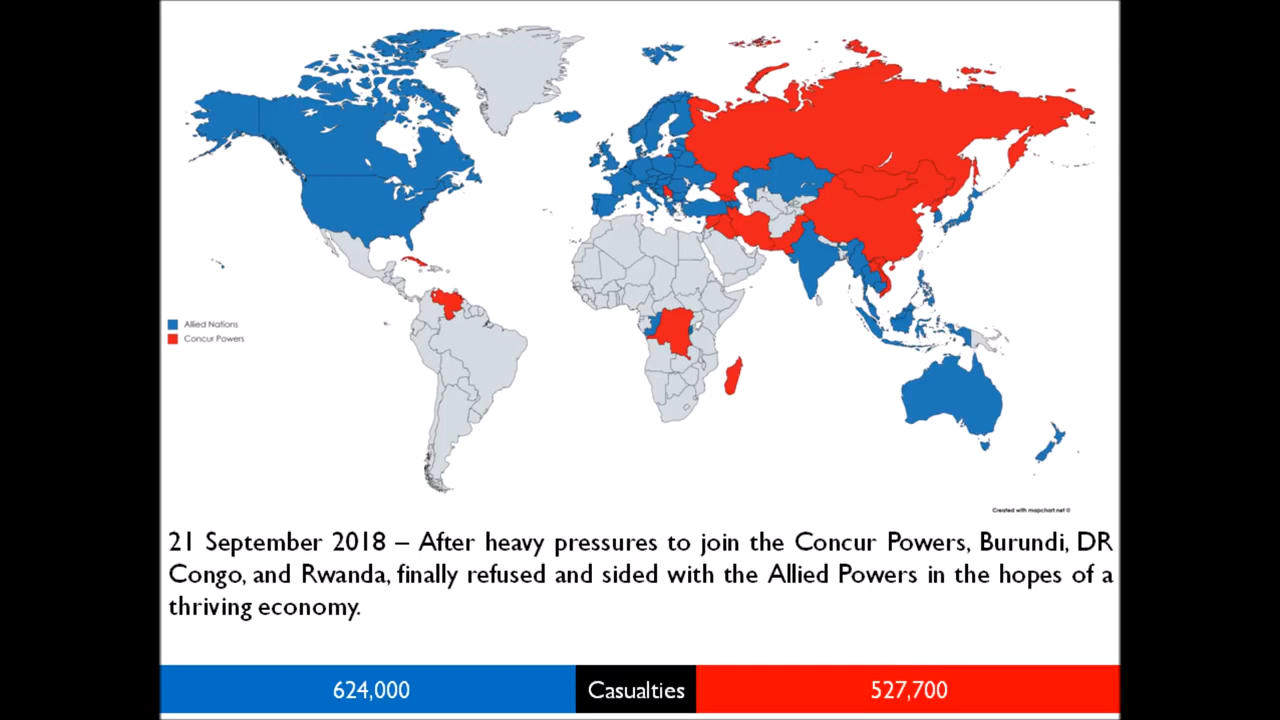 Allied Nations
Concur Powers
Created with mapchart.net ©
21 September 2018 – After heavy pressures to join the Concur Powers, Burundi, DR
Congo, and Rwanda, finally refused and sided with the Allied Powers in the hopes of a
thriving economy.
624,000 Casualties 527,700